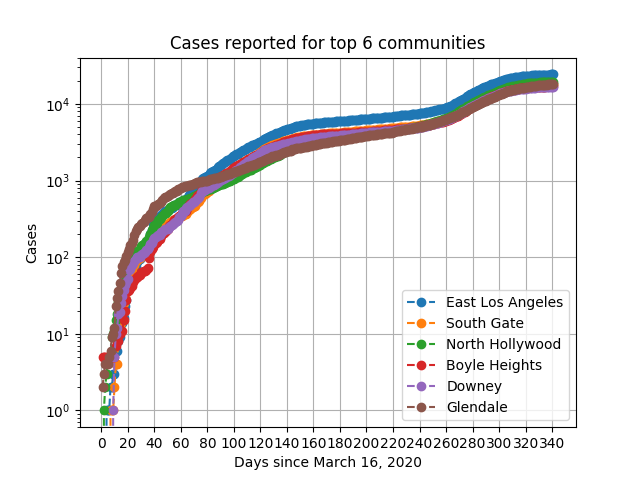 Cases reported for top 6 communities
Cases
10⁴
10³
10²
10¹
10⁰
East Los Angeles
South Gate
North Hollywood
Boyle Heights
Downey
Glendale
0 20 40 60 80 100 120 140 160 180 200 220 240 260 280 300 320 340
Days since March 16, 2020